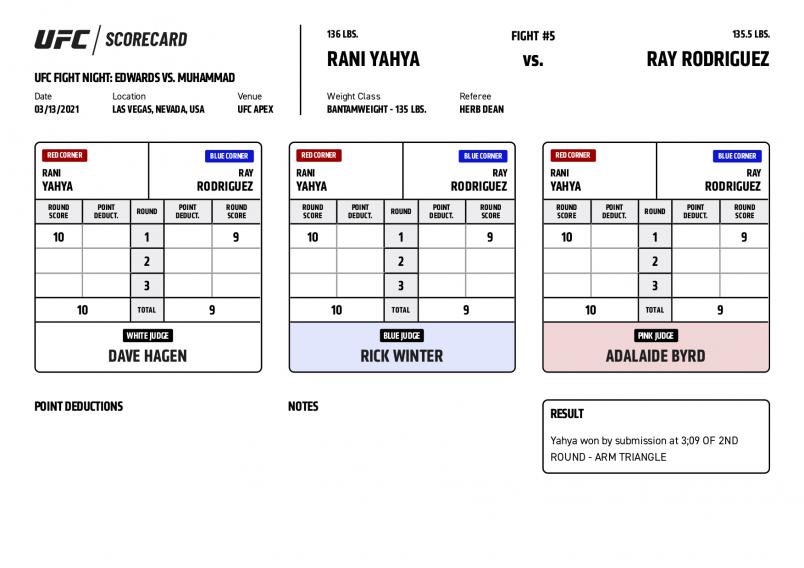 UFC / SCORECARD
UFC FIGHT NIGHT: EDWARDS VS. MUHAMMAD
Date Location Venue
03/13/2021 LAS VEGAS, NEVADA, USA UFC APEX
136 LBS. FIGHT #5 135.5 LBS.
RANI YAHYA VS. RAY RODRIGUEZ
Weight Class Referee
BANTAMWEIGHT - 135 LBS. HERB DEAN
RED CORNER BLUE CORNER
RANI RAY
YAHYA RODRIGUEZ
ROUND SCORE POINT DEDUCT. ROUND POINT DEDUCT. ROUND SCORE
10 1 9
2
3
10 TOTAL 9
WHITE JUDGE
DAVE HAGEN
RED CORNER BLUE CORNER
RANI RAY
YAHYA RODRIGUEZ
ROUND SCORE POINT DEDUCT. ROUND POINT DEDUCT. ROUND SCORE
10 1 9
2
3
10 TOTAL 9
BLUE JUDGE
RICK WINTER
RED CORNER BLUE CORNER
RANI RAY
YAHYA RODRIGUEZ
ROUND SCORE POINT DEDUCT. ROUND POINT DEDUCT. ROUND SCORE
10 1 9
2
3
10 TOTAL 9
PINK JUDGE
ADALAIDE BYRD
POINT DEDUCTIONS
NOTES
RESULT
Yahya won by submission at 3;09 OF 2ND
ROUND - ARM TRIANGLE